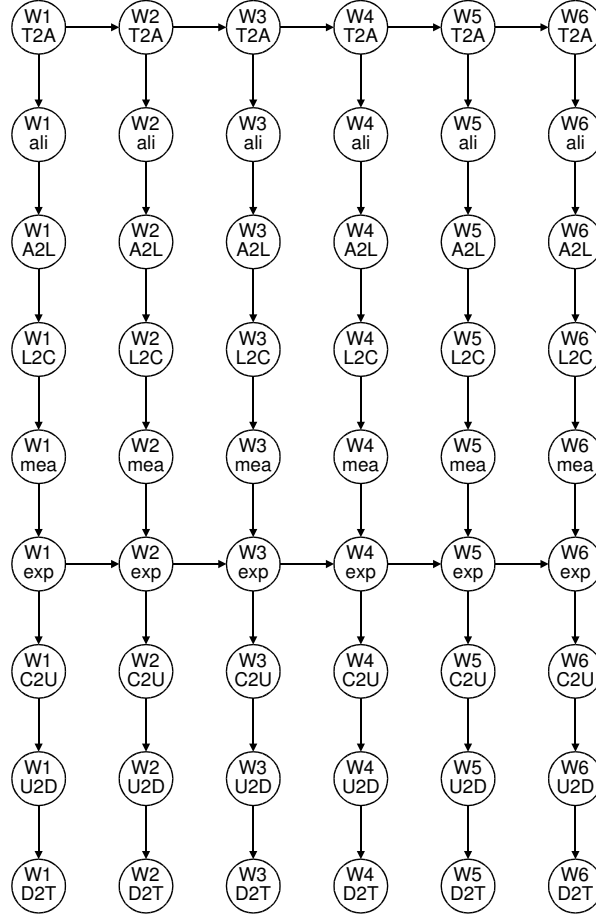 W1 W2 W3 W4 W5 W6
T2A T2A T2A T2A T2A T2A
W1 W2 W3 W4 W5 W6
ali ali ali ali ali ali
W1 W2 W3 W4 W5 W6
A2L A2L A2L A2L A2L A2L
W1 W2 W3 W4 W5 W6
L2C L2C L2C L2C L2C L2C
W1 W2 W3 W4 W5 W6
mea mea mea mea mea mea
W1 W2 W3 W4 W5 W6
exp exp exp exp exp exp
W1 W2 W3 W4 W5 W6
C2U C2U C2U C2U C2U C2U
W1 W2 W3 W4 W5 W6
U2D U2D U2D U2D U2D U2D
W1 W2 W3 W4 W5 W6
D2T D2T D2T D2T D2T D2T